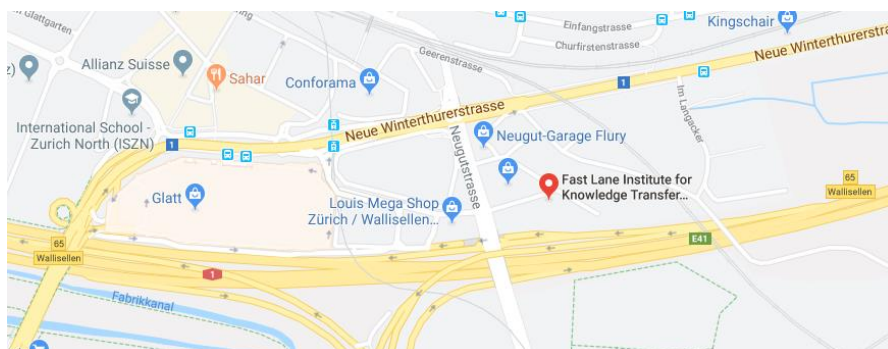 Glattgarten
z)
Allianz Suisse
Sahar
Conforama
Geerenstrasse
Einfangstrasse
Churfirstenstrasse
Kingschair
Neue Winterthurerstra
1
Im Langacker
International School -
Zurich North (ISZN)
1
Neue Winterthurerstrasse
Neugutstrasse
Neugut-Garage Flury
Fast Lane Institute for
Knowledge Transfer...
65
Wallisellen
Glatt
Louis Mega Shop
Zürich / Wallisellen...
65
Wallisellen
E41
1
Fabrikkanal